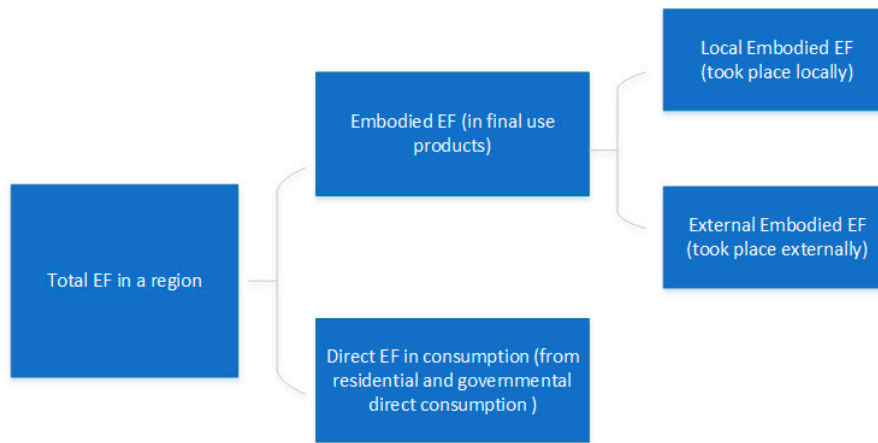 Local Embodied EF
(took place locally)
Embodied EF (in final use
products)
External Embodied EF
(took place externally)
Total EF in a region
Direct EF in consumption (from
residential and governmental
direct consumption )